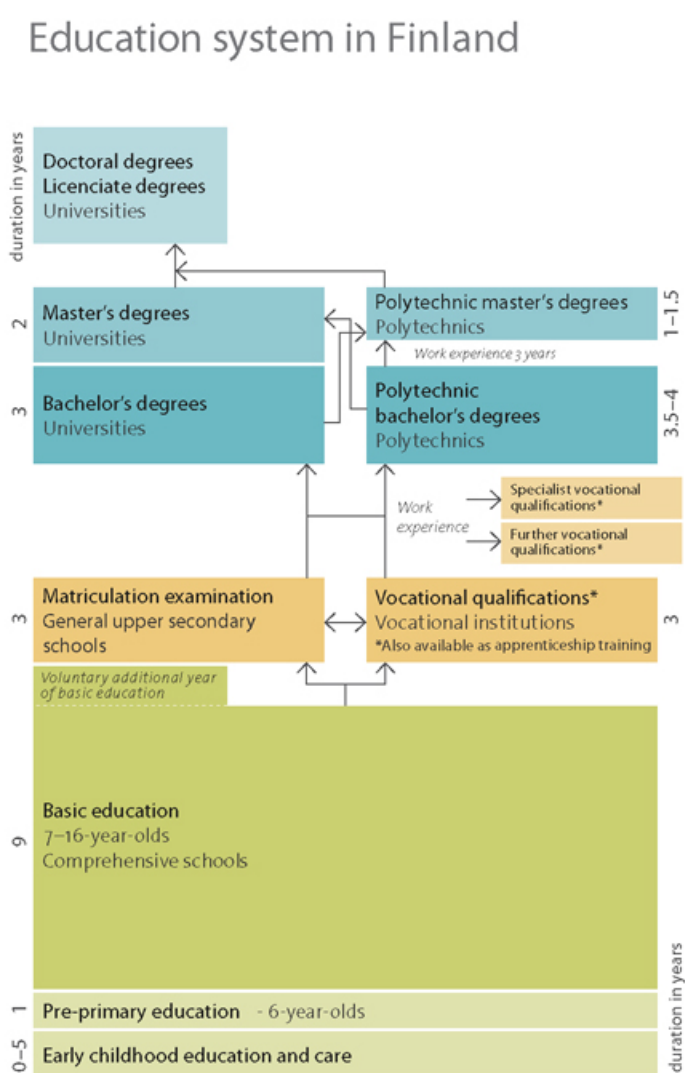 Education system in Finland
duration in years
Doctoral degrees
Licenciate degrees
Universities
2
Master's degrees
Universities
Polytechnic master's degrees
Polytechnics
1–1.5
Work experience 3 years
3
Bachelor's degrees
Universities
Polytechnic
bachelor's degrees
Polytechnics
3.5–4
Work
experience
Specialist vocational
qualifications*
Further vocational
qualifications*
3
Matriculation examination
General upper secondary
schools
Vocational qualifications*
Vocational institutions
*Also available as apprenticeship training
3
Voluntary additional year
of basic education
9
Basic education
7–16-year-olds
Comprehensive schools
1
Pre-primary education - 6-year-olds
0–5
Early childhood education and care
duration in years